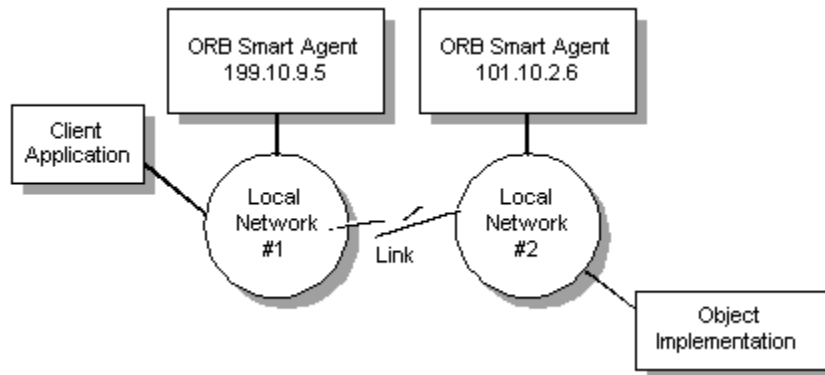 ORB Smart Agent
199.10.9.5
ORB Smart Agent
101.10.2.6
Client
Application
Local
Network
#1
Link
Local
Network
#2
Object
Implementation